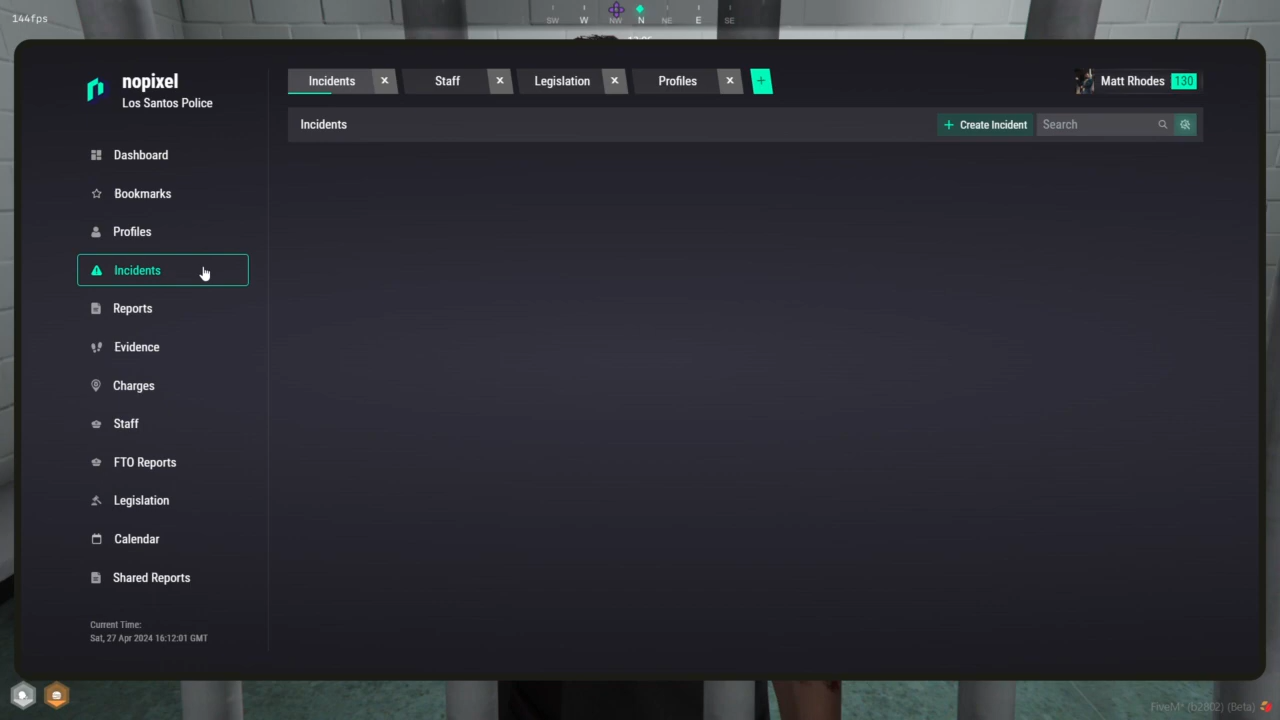 144fps
SW W NW N NE E SE
nopixel
Los Santos Police
Incidents
Staff
Legislation
Profiles
+
Matt Rhodes 130
Incidents
+ Create Incident
Search
Dashboard
Bookmarks
Profiles
Incidents
Reports
Evidence
Charges
Staff
FTO Reports
Legislation
Calendar
Shared Reports
Current Time:
Sat, 27 Apr 2024 16:12:01 GMT
FiveM* (b2802) (Beta)